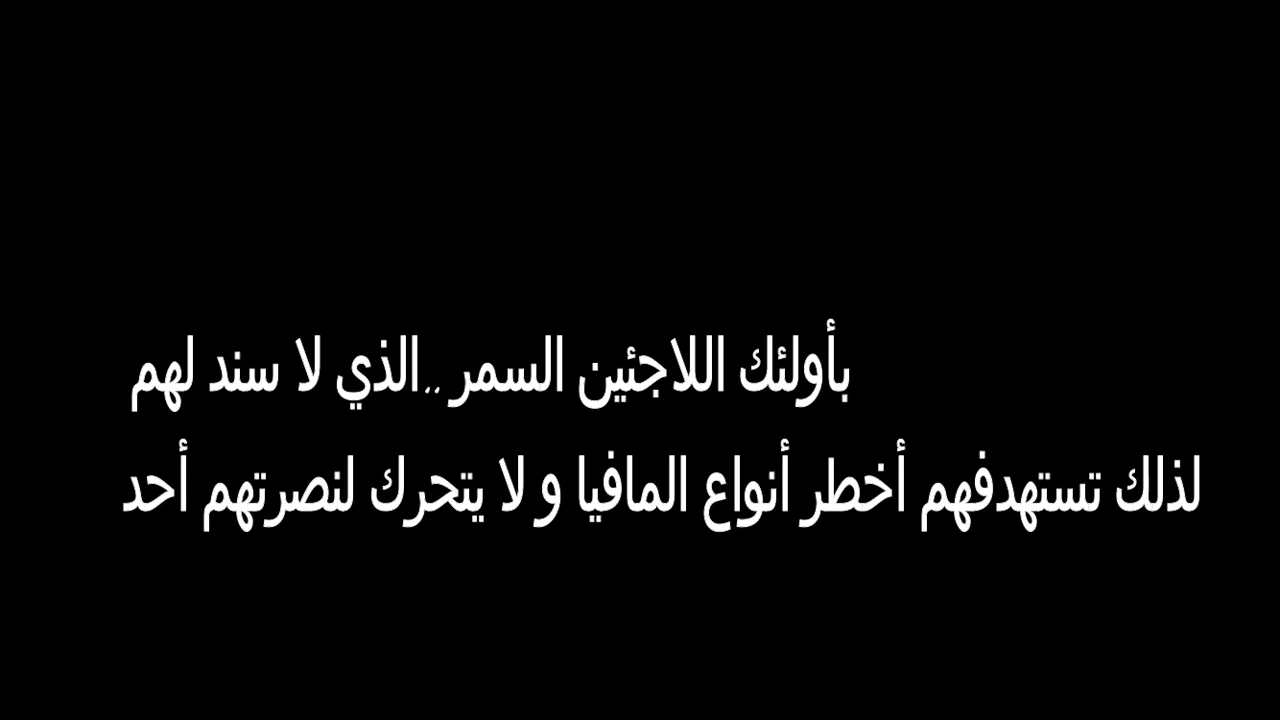 بأولئك اللاجئين السمر ..الذي لا سند لهم
لذلك تستهدفهم أخطر أنواع المافيا و لا يتحرك لنصرتهم أحد